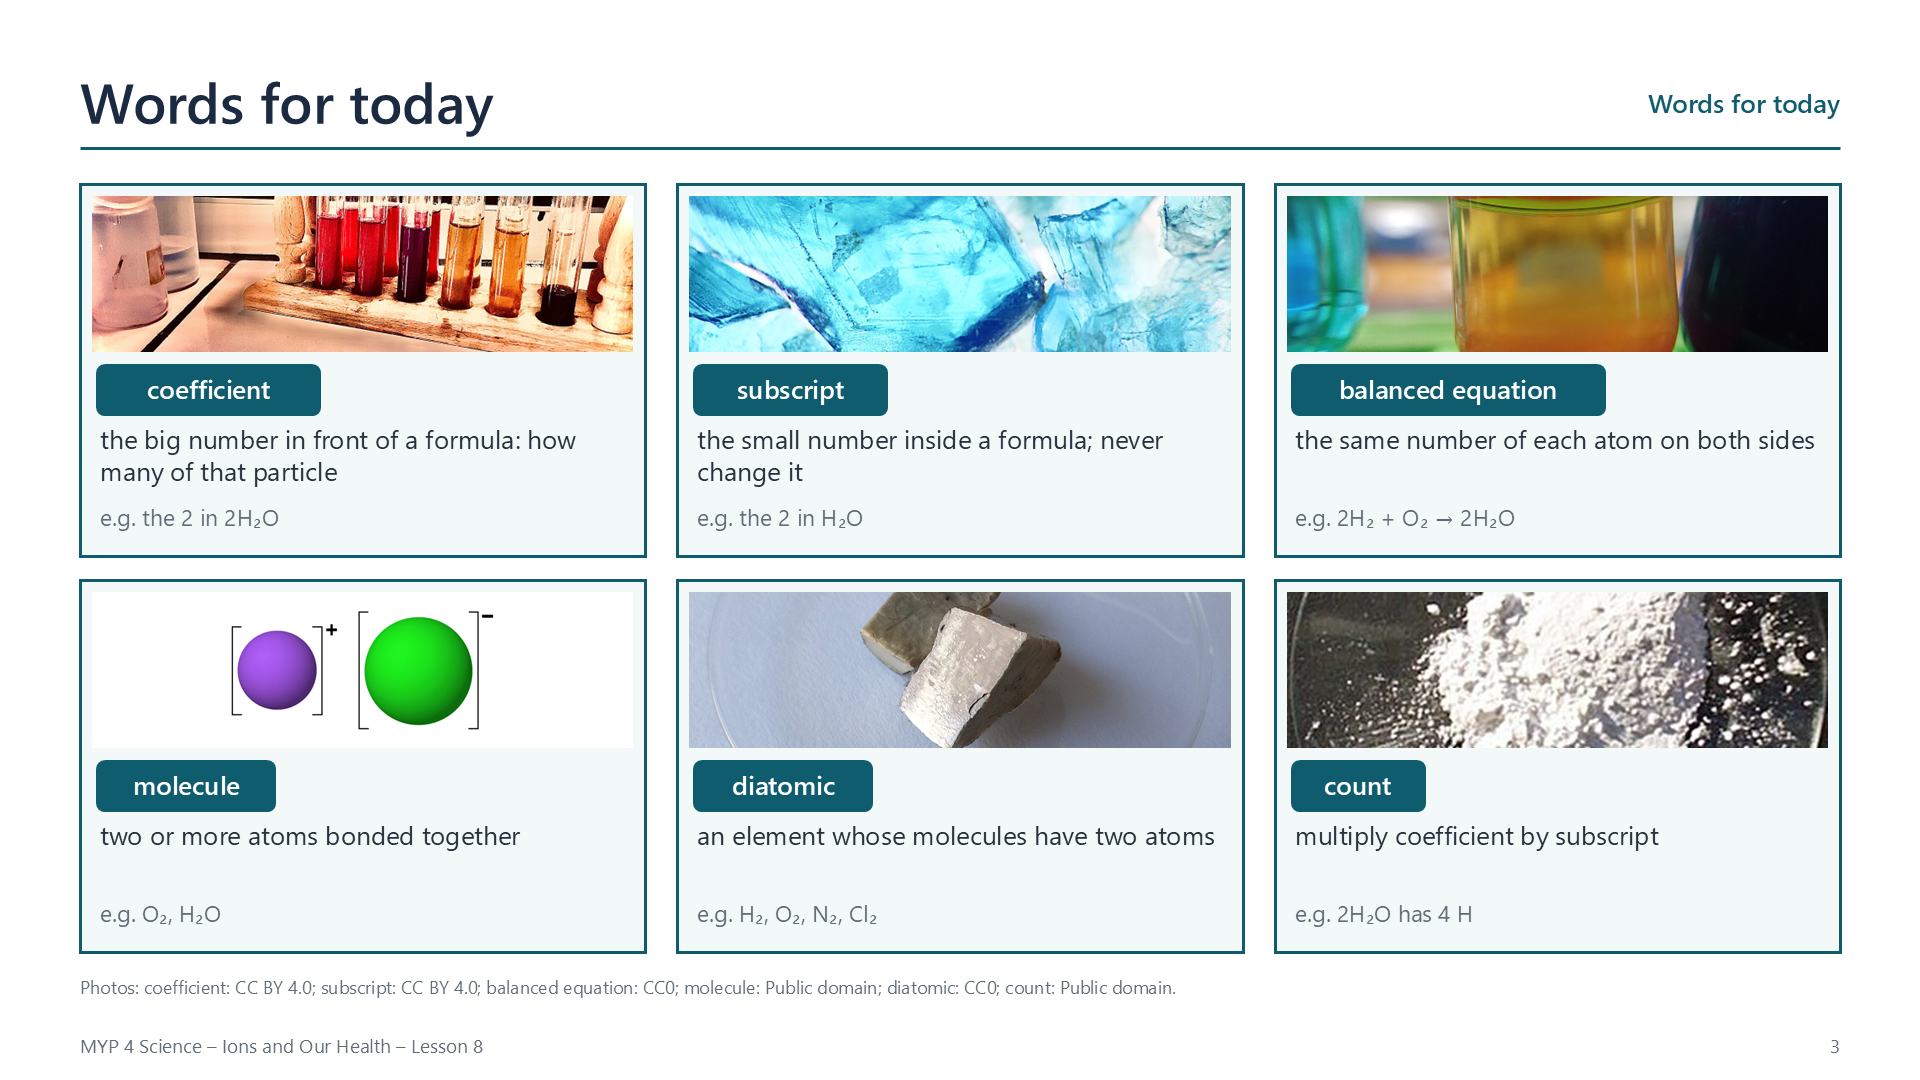 Words for today
Words for today
coefficient
the big number in front of a formula: how
many of that particle
e.g. the 2 in 2H₂O
subscript
the small number inside a formula; never
change it
e.g. the 2 in H₂O
balanced equation
the same number of each atom on both sides
e.g. 2H₂ + O₂ → 2H₂O
+
−
molecule
two or more atoms bonded together
e.g. O₂, H₂O
diatomic
an element whose molecules have two atoms
e.g. H₂, O₂, N₂, Cl₂
count
multiply coefficient by subscript
e.g. 2H₂O has 4 H
Photos: coefficient: CC BY 4.0; subscript: CC BY 4.0; balanced equation: CC0; molecule: Public domain; diatomic: CC0; count: Public domain.
MYP 4 Science – Ions and Our Health – Lesson 8
3